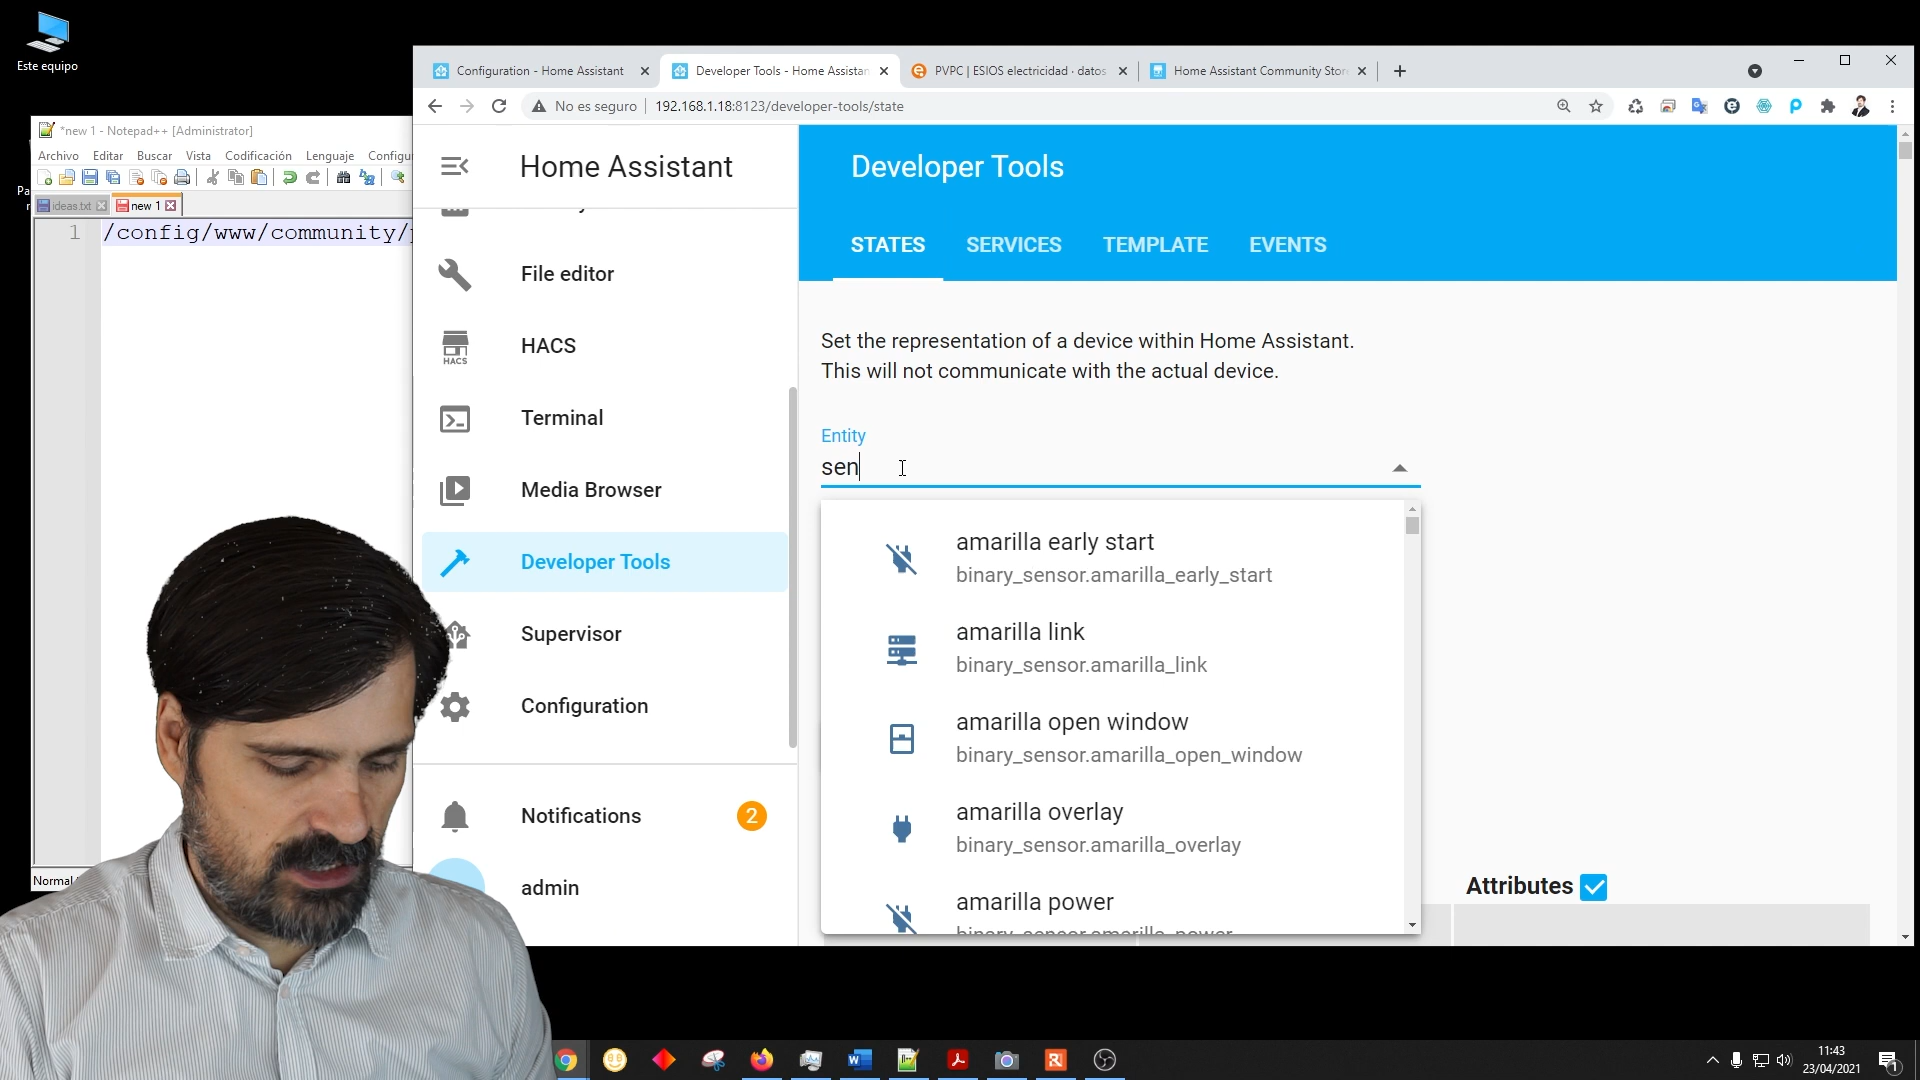 Este equipo
*new 1 - Notepad++ [Administrator]
Archivo Editar Buscar Vista Codificación Lenguaje
ideas.txt
new 1
1
/config/www/community/
Normal
Configuration - Home Assistant
Developer Tools - Home Assistan
PVPC | ESIOS electricidad · datos
Home Assistant Community Store
No es seguro
192.168.1.18:8123/developer-tools/state
Home Assistant
File editor
HACS
HACS
Terminal
Media Browser
Developer Tools
Supervisor
Configuration
Notifications
2
admin
Developer Tools
STATES
SERVICES
TEMPLATE
EVENTS
Set the representation of a device within Home Assistant.
This will not communicate with the actual device.
Entity
sen
amarilla early start
binary_sensor.amarilla_early_start
amarilla link
binary_sensor.amarilla_link
amarilla open window
binary_sensor.amarilla_open_window
amarilla overlay
binary_sensor.amarilla_overlay
amarilla power
binary_sensor.amarilla_power
Attributes
11:43
23/04/2021
1